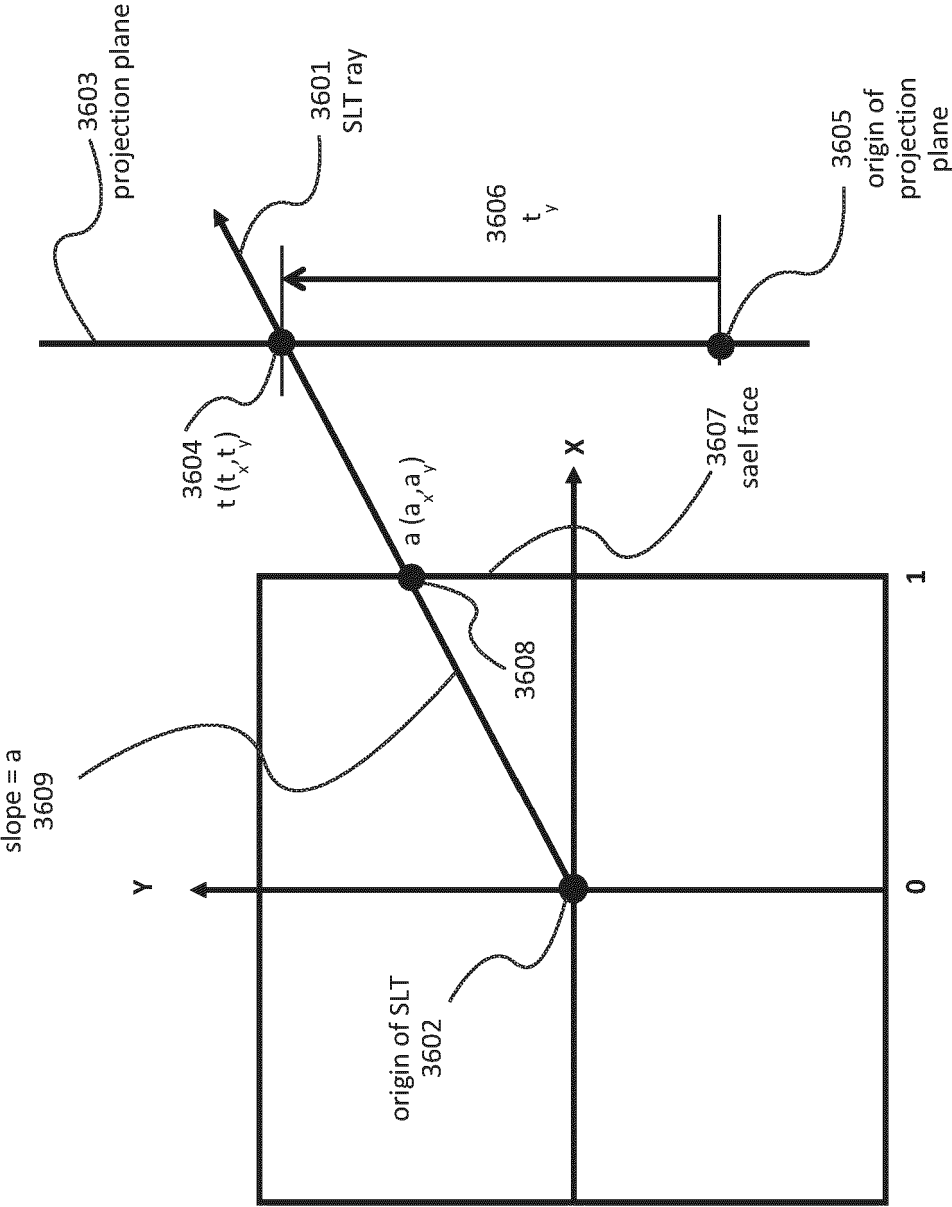 3603
projection plane
3601
SLT ray
3606
t y
3605
origin of
projection
plane
3604
t (t x ,t y )
a (a x ,a y )
X
3607
sael face
1
3608
slope = a
3609
Y
0
origin of SLT
3602